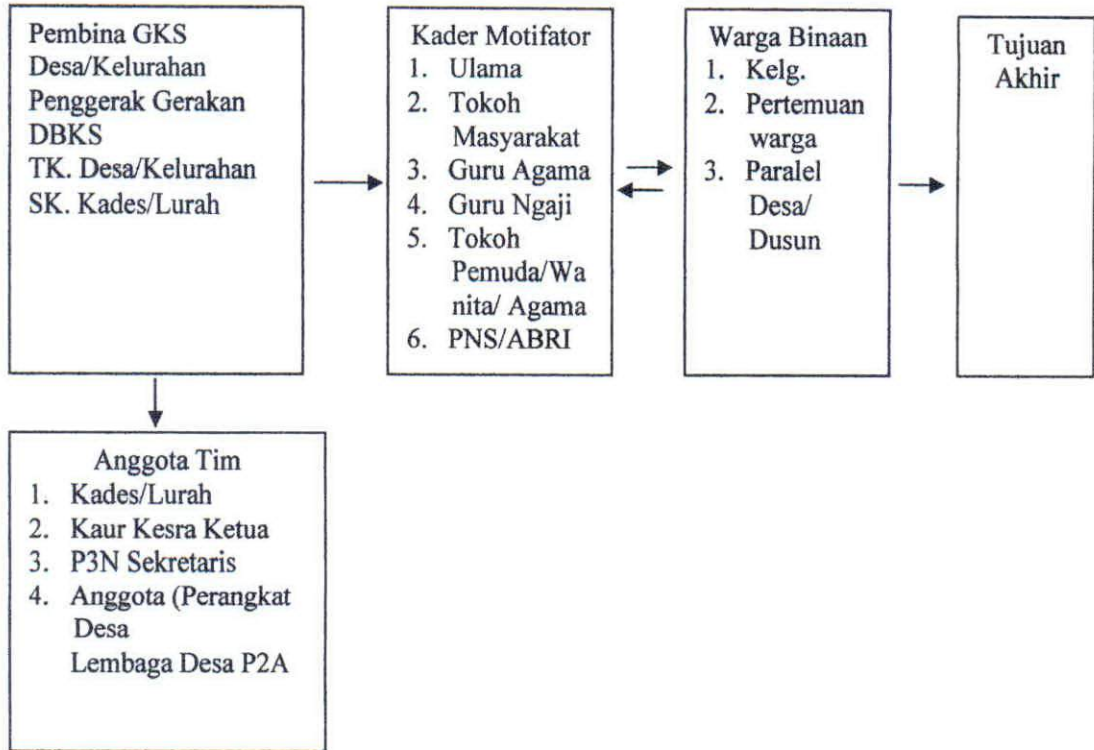 Pembina GKS
Desa/Kelurahan
Penggerak Gerakan
DBKS
TK. Desa/Kelurahan
SK. Kades/Lurah
Kader Motifator
1. Ulama
2. Tokoh
Masyarakat
3. Guru Agama
4. Guru Ngaji
5. Tokoh
Pemuda/Wa
nita/ Agama
6. PNS/ABRI
Warga Binaan
1. Kelg.
2. Pertemuan
warga
3. Paralel
Desa/
Dusun
Tujuan
Akhir
Anggota Tim
1. Kades/Lurah
2. Kaur Kesra Ketua
3. P3N Sekretaris
4. Anggota (Perangkat
Desa
Lembaga Desa P2A